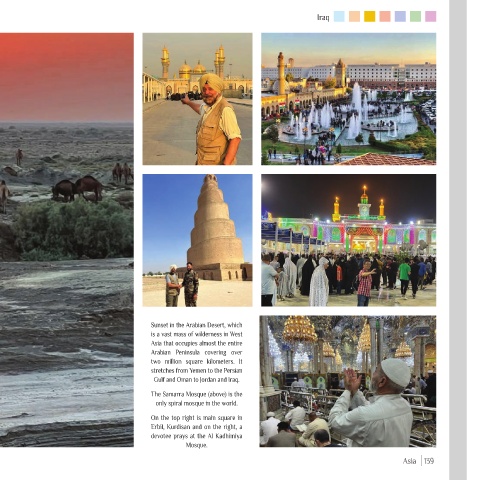 Iraq
Sunset in the Arabian Desert, which
is a vast mass of wilderness in West
Asia that occupies almost the entire
Arabian Peninsula covering over
two million square kilometers. It
stretches from Yemen to the Persian
Gulf and Oman to Jordan and Iraq.
The Samarra Mosque (above) is the
only spiral mosque in the world.
On the top right is main square in
Erbil, Kurdisan and on the right, a
devotee prays at the Al Kadhimiya
Mosque.
Asia | 159